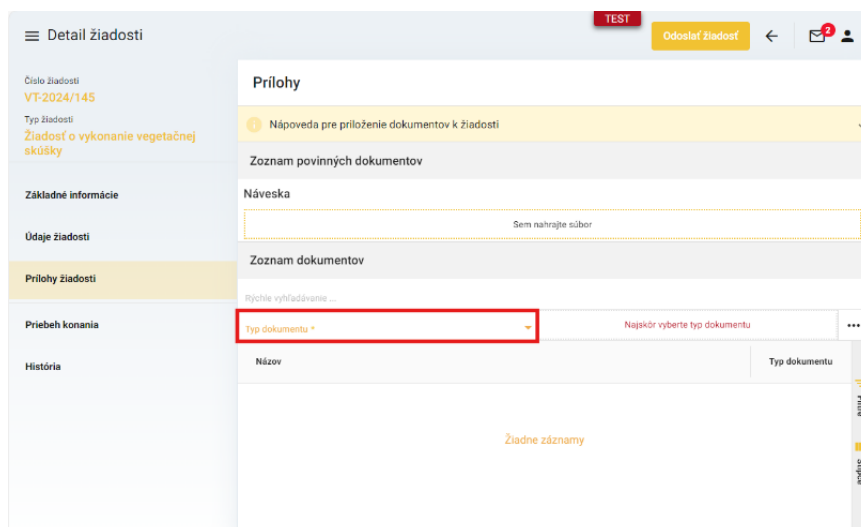 TEST
Detail žiadosti
Odoslať žiadosť
2
Číslo žiadosti
VT-2024/145
Typ žiadosti
Žiadosť o vykonanie vegetačnej
skúšky
Základné informácie
Údaje žiadosti
Prílohy žiadosti
Priebeh konania
História
Prílohy
Nápoveda pre priloženie dokumentov k žiadosti
Zoznam povinných dokumentov
Náveska
Sem nahrajte súbor
Zoznam dokumentov
Rýchle vyhľadávanie ...
Typ dokumentu *
Najskôr vyberte typ dokumentu
Názov
Typ dokumentu
Žiadne záznamy